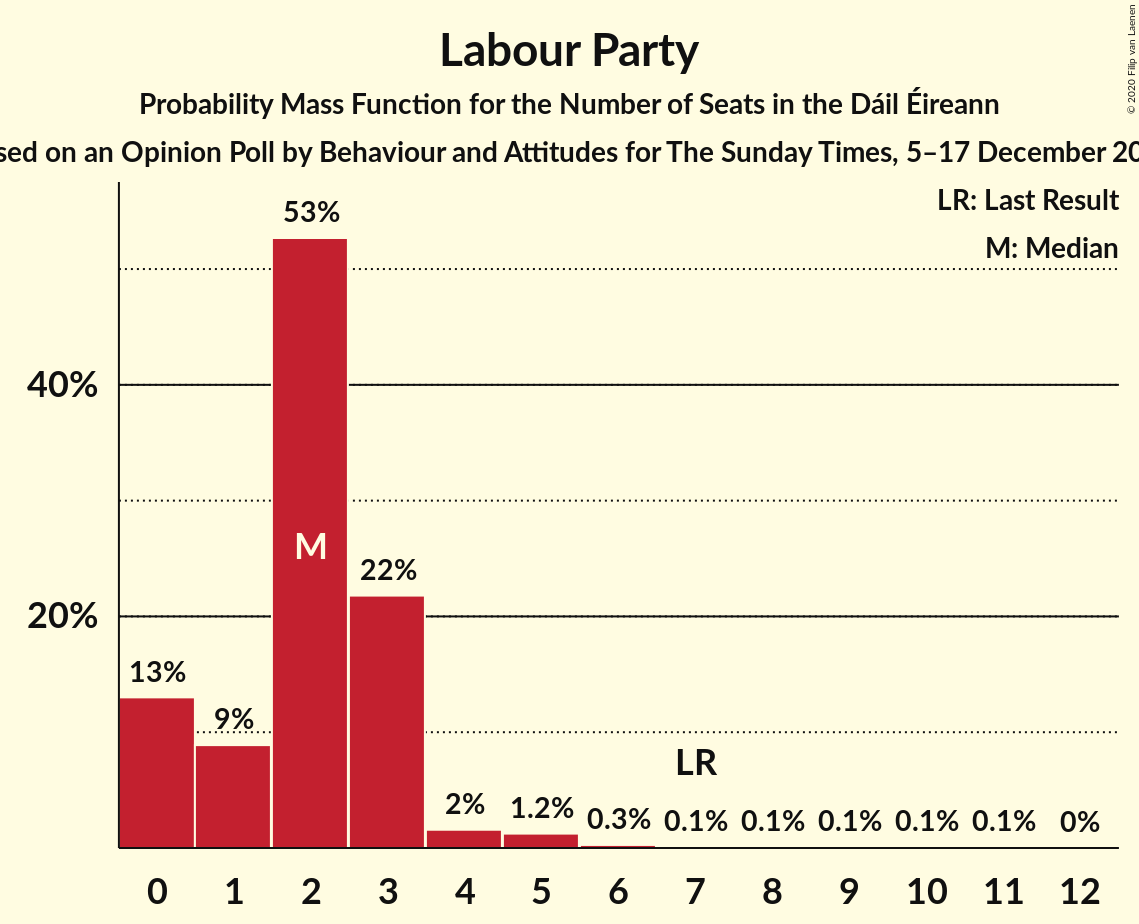 Labour Party
Probability Mass Function for the Number of Seats in the Dáil Éireann
on an Opinion Poll by Behaviour and Attitudes for The Sunday Times, 5–17 December
© 2020 Filip van Laenen
LR: Last Result
M: Median
53%
40%
M
22%
20%
13%
9%
LR
2%
1.2%
0.3%
0.1%
0.1%
0.1%
0.1%
0.1%
0%
0 1 2 3 4 5 6 7 8 9 10 11 12